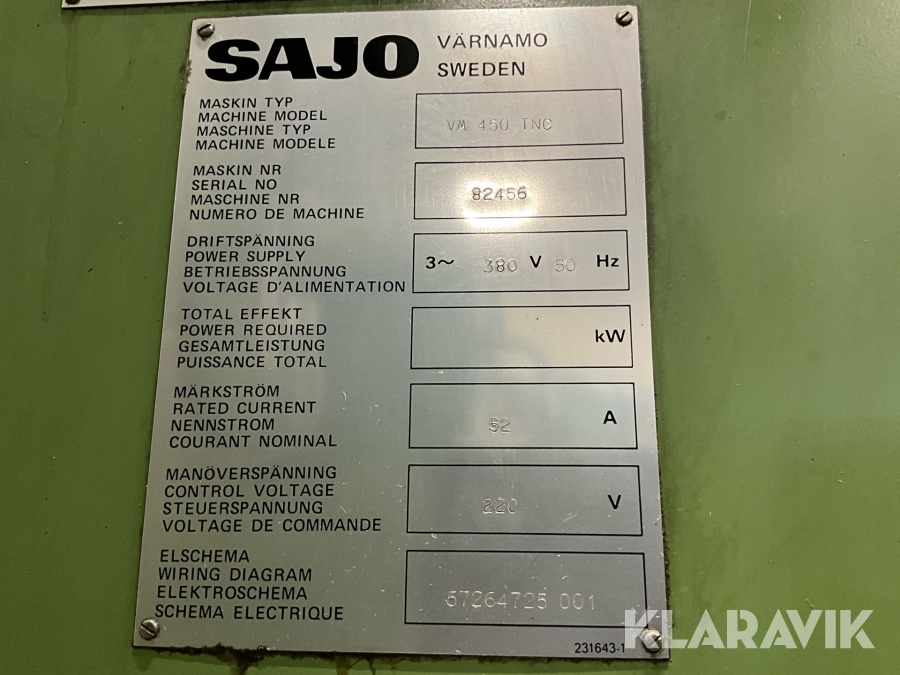 SAJO VÄRNAMO
SWEDEN
MASKIN TYP
MACHINE MODEL
MASCHINE TYP
MACHINE MODELE
VM 450 TNC
MASKIN NR
SERIAL NO
MASCHINE NR
NUMERO DE MACHINE
82456
DRIFTSPÄNNING
POWER SUPPLY
BETRIEBSSPANNUNG
VOLTAGE D'ALIMENTATION
3~ 380 V 50 Hz
TOTAL EFFEKT
POWER REQUIRED
GESAMTLEISTUNG
PUISSANCE TOTAL
kW
MÄRKSTRÖM
RATED CURRENT
NENNSTROM
COURANT NOMINAL
52 A
MANÖVERSPÄNNING
CONTROL VOLTAGE
STEUERSPANNUNG
VOLTAGE DE COMMANDE
220 V
ELSCHEMA
WIRING DIAGRAM
ELEKTROSCHEMA
SCHEMA ELECTRIQUE
57264725 001
231643-1
KLARAVIK